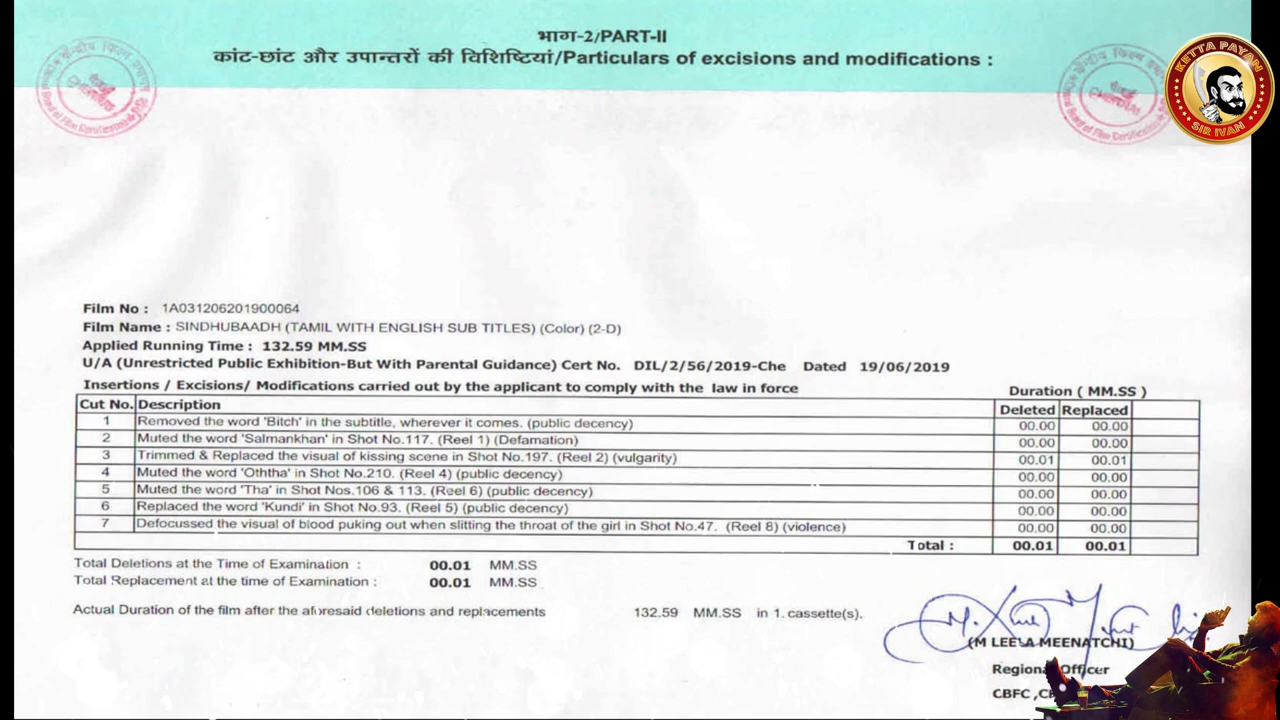 भाग-2/PART-II
कांट-छांट और उपान्तरों की विशिष्टियां/Particulars of excisions and modifications :
KETTA PAYAN
SIR IVAN
Film No : 1A031206201900064
Film Name : SINDHUBAADH (TAMIL WITH ENGLISH SUB TITLES) (Color) (2-D)
Applied Running Time : 132.59 MM.SS
U/A (Unrestricted Public Exhibition-But With Parental Guidance) Cert No. DIL/2/56/2019-Che Dated 19/06/2019
Insertions / Excisions/ Modifications carried out by the applicant to comply with the law in force Duration ( MM.SS )
Cut No. Description Deleted Replaced
1 Removed the word 'Bitch' in the subtitle, wherever it comes. (public decency) 00.00 00.00
2 Muted the word 'Salmankhan' in Shot No.117. (Reel 1) (Defamation) 00.00 00.00
3 Trimmed & Replaced the visual of kissing scene in Shot No.197. (Reel 2) (vulgarity) 00.01 00.01
4 Muted the word 'Oththa' in Shot No.210. (Reel 4) (public decency) 00.00 00.00
5 Muted the word 'Tha' in Shot Nos.106 & 113. (Reel 6) (public decency) 00.00 00.00
6 Replaced the word 'Kundi' in Shot No.93. (Reel 5) (public decency) 00.00 00.00
7 Defocussed the visual of blood puking out when slitting the throat of the girl in Shot No.47. (Reel 8) (violence) 00.00 00.00
Total : 00.01 00.01
Total Deletions at the Time of Examination : 00.01 MM.SS
Total Replacement at the time of Examination : 00.01 MM.SS
Actual Duration of the film after the aforesaid deletions and replacements 132.59 MM.SS in 1.cassette(s).
(M LEELA MEENATCHI)
Regional Officer
CBFC ,